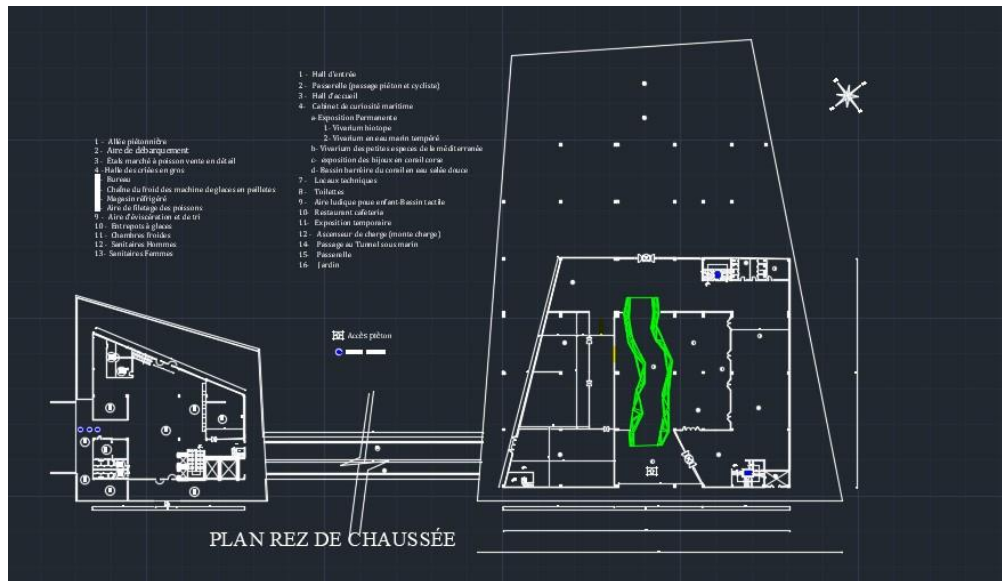 1 - Allée piétonnière
2 - Aire de débarquement
3 - Étals marché à poisson vente en détail
4 - Halle des criées en gros
Bureau
Chaîne du froid des machine de glaces en paillettes
Magasin réfrigéré
Aire de filetage des poissons
9 - Aire d'éviscération et de tri
10 - Entrepots à glaces
11 - Chambres froides
12 - Sanitaires Hommes
13- Sanitaires Femmes
1 - Hall d'entrée
2 - Passerelle (passage piéton et cycliste)
3 - Hall d'accueil
4- Cabinet de curiosité maritime
a-Exposition Permanente
1- Vivarium biotope
2- Vivarium en eau marin tempéré
b- Vivarium des petites especes de la méditerranée
c- exposition des bijoux en corail corse
d- Bassin du corail en eau salée douce
7 - Locaux techniques
8 - Toilettes
9 - Aire ludique pour enfant-Bassin tactile
10- Restaurant cafeteria
11- Exposition temporaire
12 - Ascenseur de charge (monte charge)
14- Passage au Tunnel sous marin
15- Passerelle
16- Jardin
Accès piéton
PLAN REZ DE CHAUSSÉE